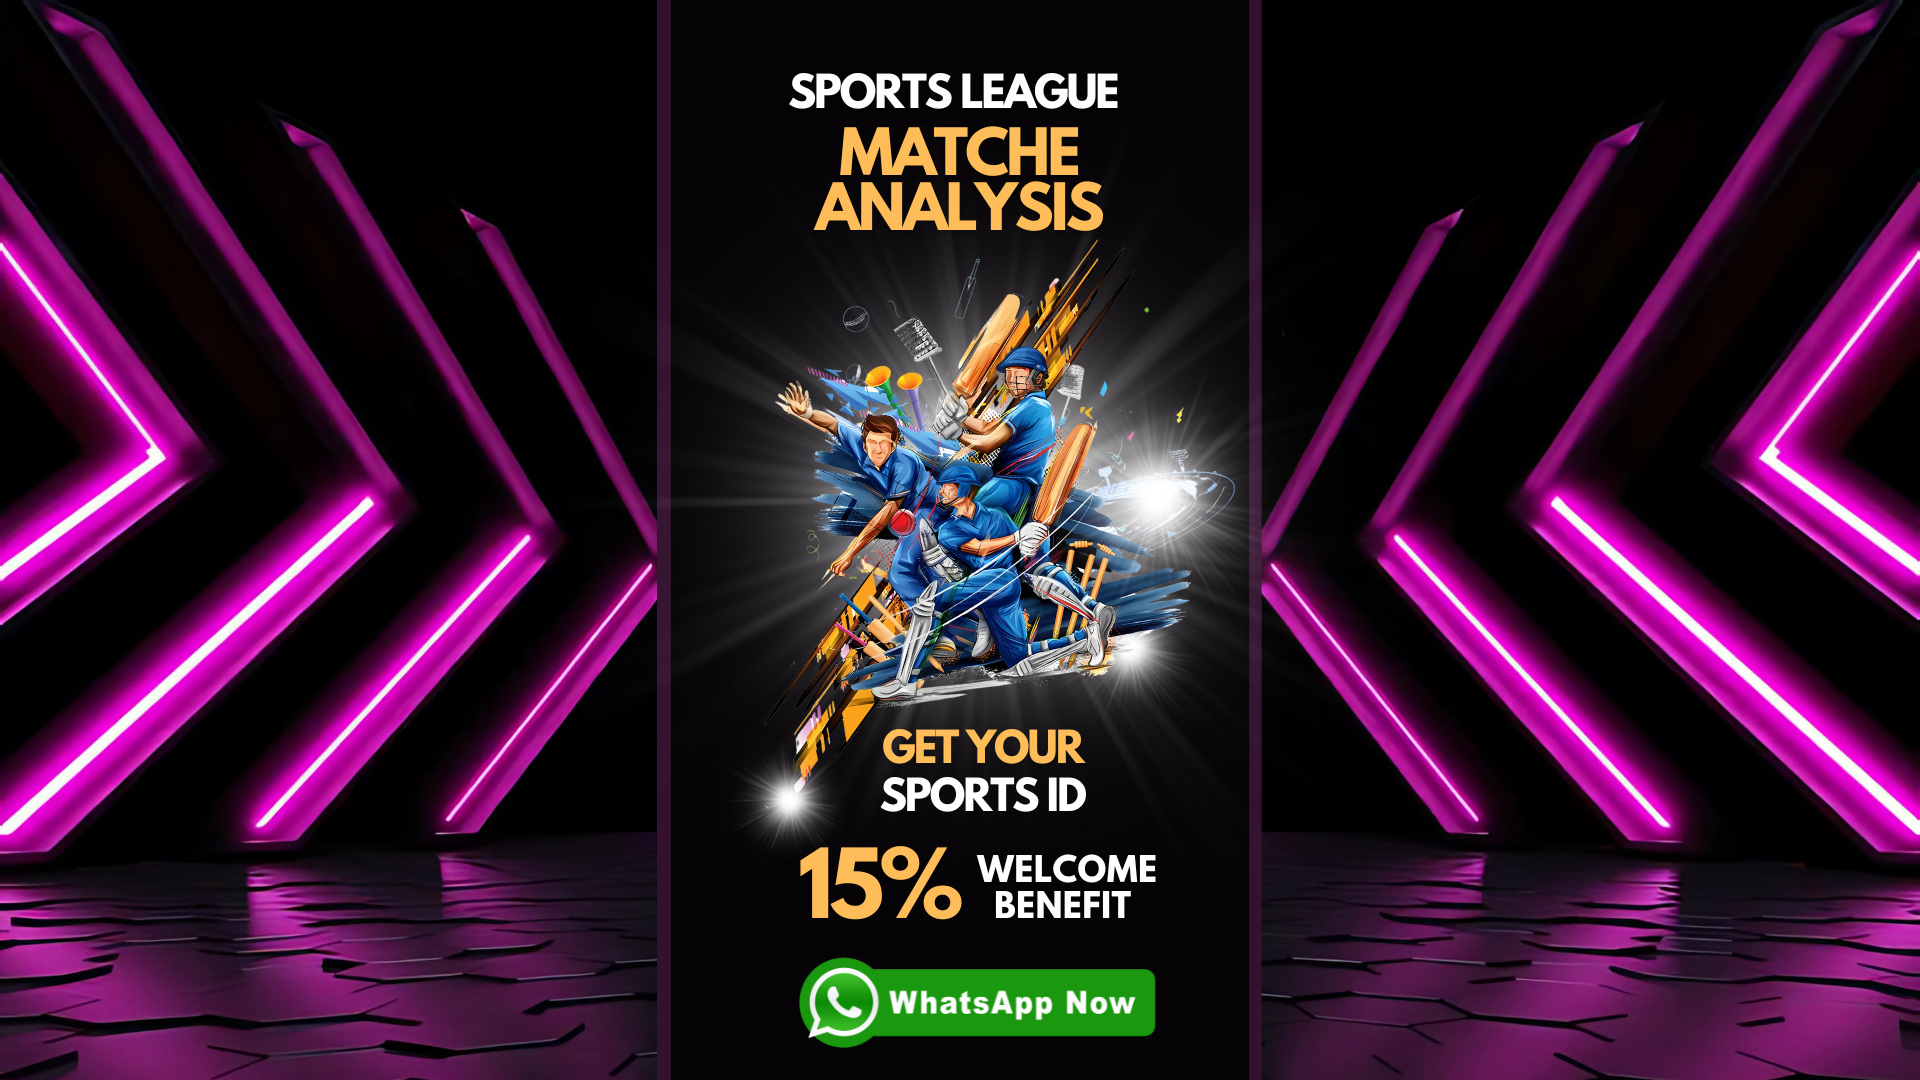 SPORTS LEAGUE
MATCHE
ANALYSIS
GET YOUR
SPORTS ID
15% WELCOME
BENEFIT
WhatsApp Now